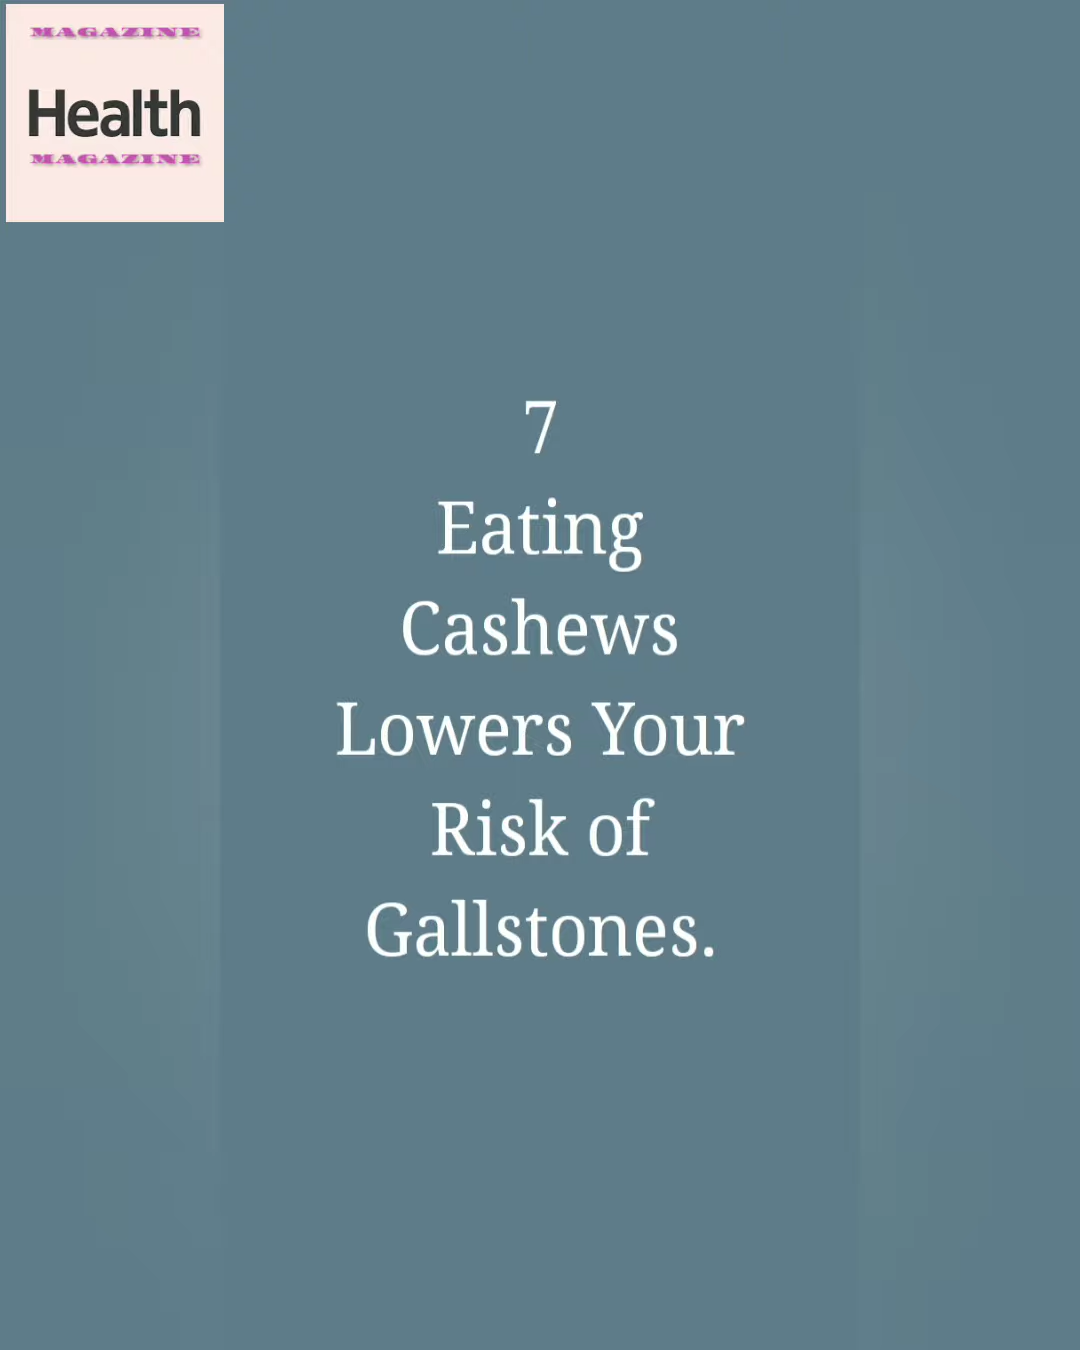 MAGAZINE
Health
MAGAZINE
7
Eating
Cashews
Lowers Your
Risk of
Gallstones.